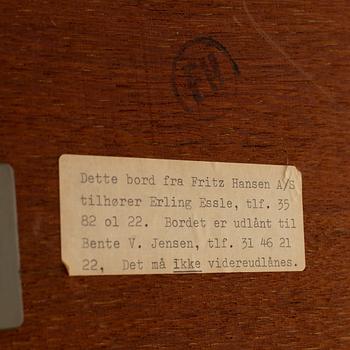 Dette bord fra Fritz Hansen A/S
tilhører Erling Essle, tlf. 35
82 ol 22. Bordet er udlånt til
Bente V. Jensen, tlf. 31 46 21
22, Det må ikke videreudlånes.